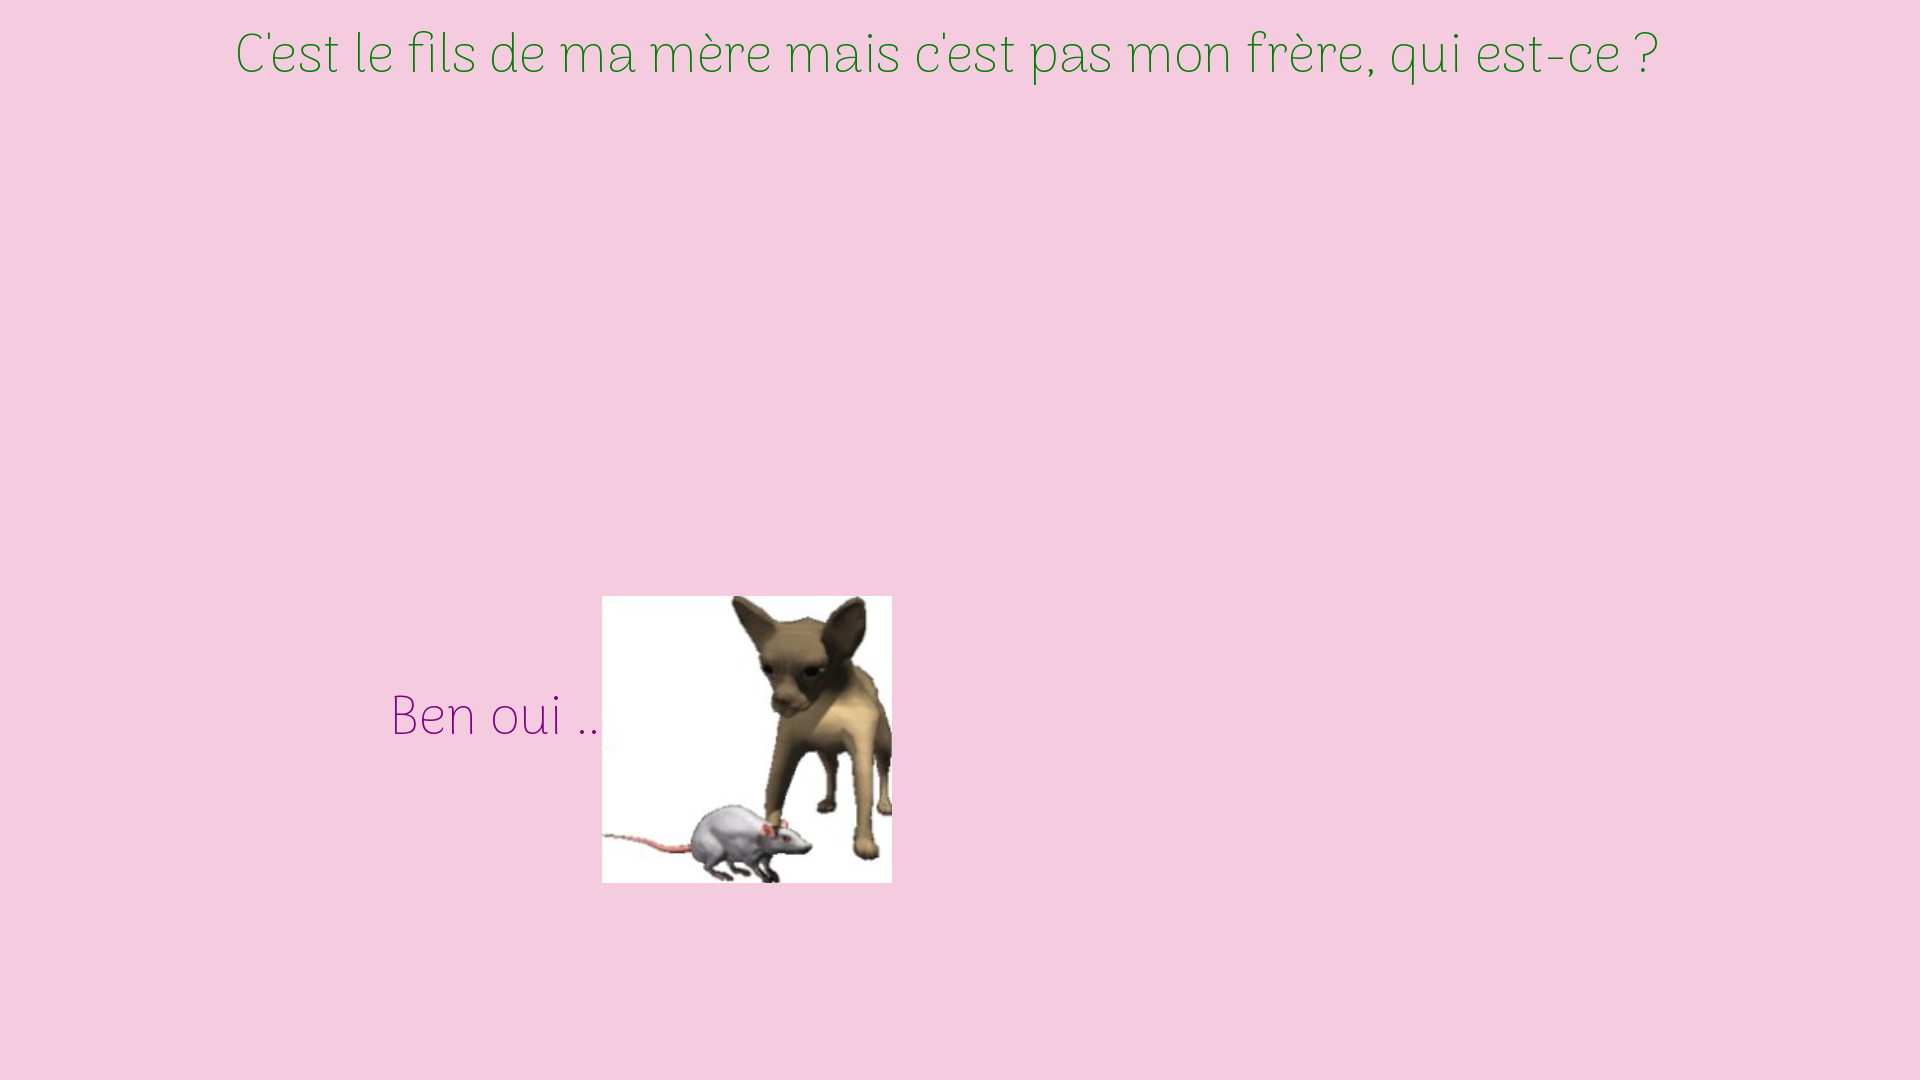 C'est le fils de ma mère mais c'est pas mon frère, qui est-ce ?
Ben oui ..